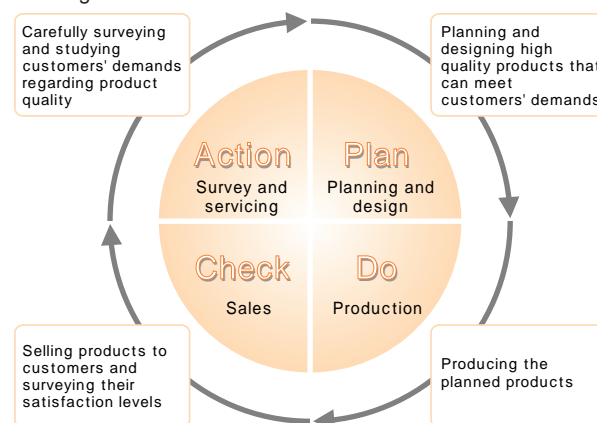 Carefully surveying
and studying
customers' demands
regarding product
quality
Planning and
designing high
quality products that
can meet
customers' demands
Action
Survey and
servicing
Plan
Planning and
design
Check
Sales
Do
Production
Selling products to
customers and
surveying their
satisfaction levels
Producing the
planned products